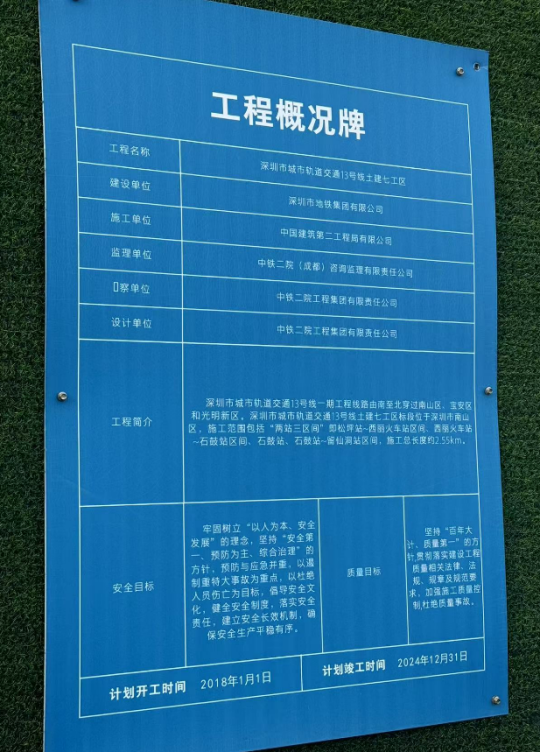 工程概况牌
工程名称
深圳市城市轨道交通13号线土建七工区
建设单位
深圳市地铁集团有限公司
施工单位
中国建筑第二工程局有限公司
监理单位
中铁二院（成都）咨询监理有限责任公司
▯察单位
中铁二院工程集团有限责任公司
设计单位
中铁二院工程集团有限责任公司
工程简介
深圳市城市轨道交通13号线一期工程线路由南至北穿过南山区、宝安区
和光明新区。深圳市城市轨道交通13号线土建七工区标段位于深圳市南山
区，施工范围包括“两站三区间”即松坪站~西丽火车站区间、西丽火车站
~石鼓站区间、石鼓站、石鼓站~留仙洞站区间，施工总长度约2.55km。
安全目标
牢固树立“以人为本、安全
发展”的理念，坚持“安全第
一、预防为主、综合治理”的
方针，预防与应急并重，以遏
制重特大事故为重点，以杜绝
人员伤亡为目标，倡导安全文
化，健全安全制度，落实安全
责任，建立安全长效机制，确
保安全生产平稳有序。
质量目标
坚持“百年大
计、质量第一”的方
针,贯彻落实建设工程
质量相关法律、法
规、规章及规范要
求，加强施工质量控
制,杜绝质量事故。
计划开工时间 2018年1月1日
计划竣工时间 2024年12月31日